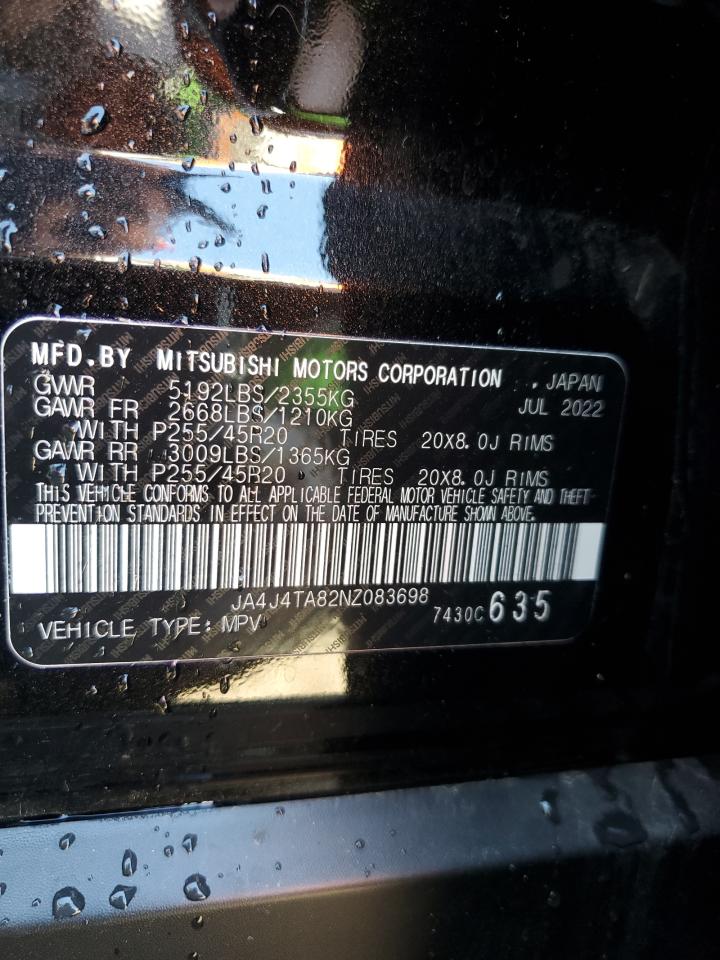 MFD.BY MITSUBISHI MOTORS CORPORATION . JAPAN
GVWR 5192LBS/2355KG JUL 2022
GAWR FR 2668LBS/1210KG
WITH P255/45R20 TIRES 20X8.0J RIMS
GAWR RR 3009LBS/1365KG
WITH P255/45R20 TIRES 20X8.0J RIMS
THIS VEHICLE CONFORMS TO ALL APPLICABLE FEDERAL MOTOR VEHICLE SAFETY AND THEFT
PREVENTION STANDARDS IN EFFECT ON THE DATE OF MANUFACTURE SHOWN ABOVE.
JA4J4TA82NZ083698
VEHICLE TYPE: MPV 7430C 635